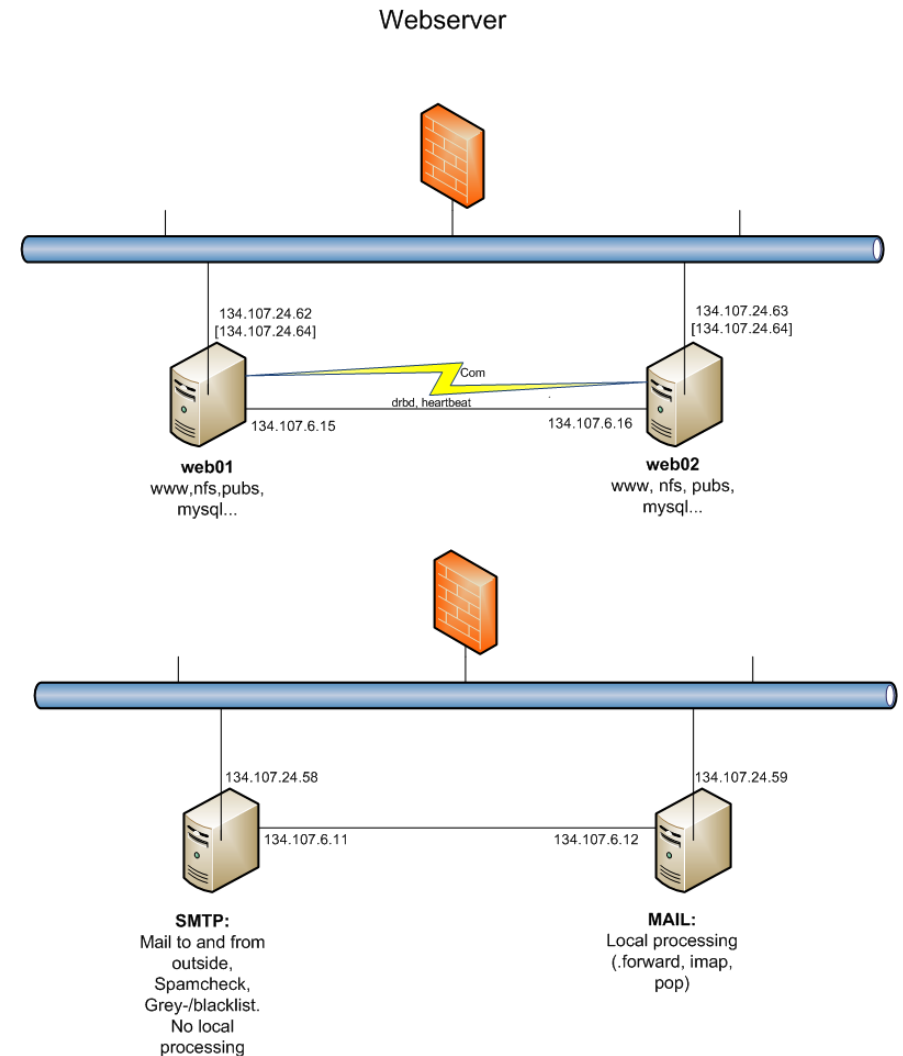 Webserver
134.107.24.62
[134.107.24.64]
134.107.24.63
[134.107.24.64]
Com
drbd, heartbeat
134.107.6.15
134.107.6.16
web01
www,nfs,pubs,
mysql...
web02
www, nfs, pubs,
mysql...
134.107.24.58
134.107.24.59
134.107.6.11
134.107.6.12
SMTP:
Mail to and from
outside,
Spamcheck,
Grey-/blacklist.
No local
processing
MAIL:
Local processing
(.forward, imap,
pop)